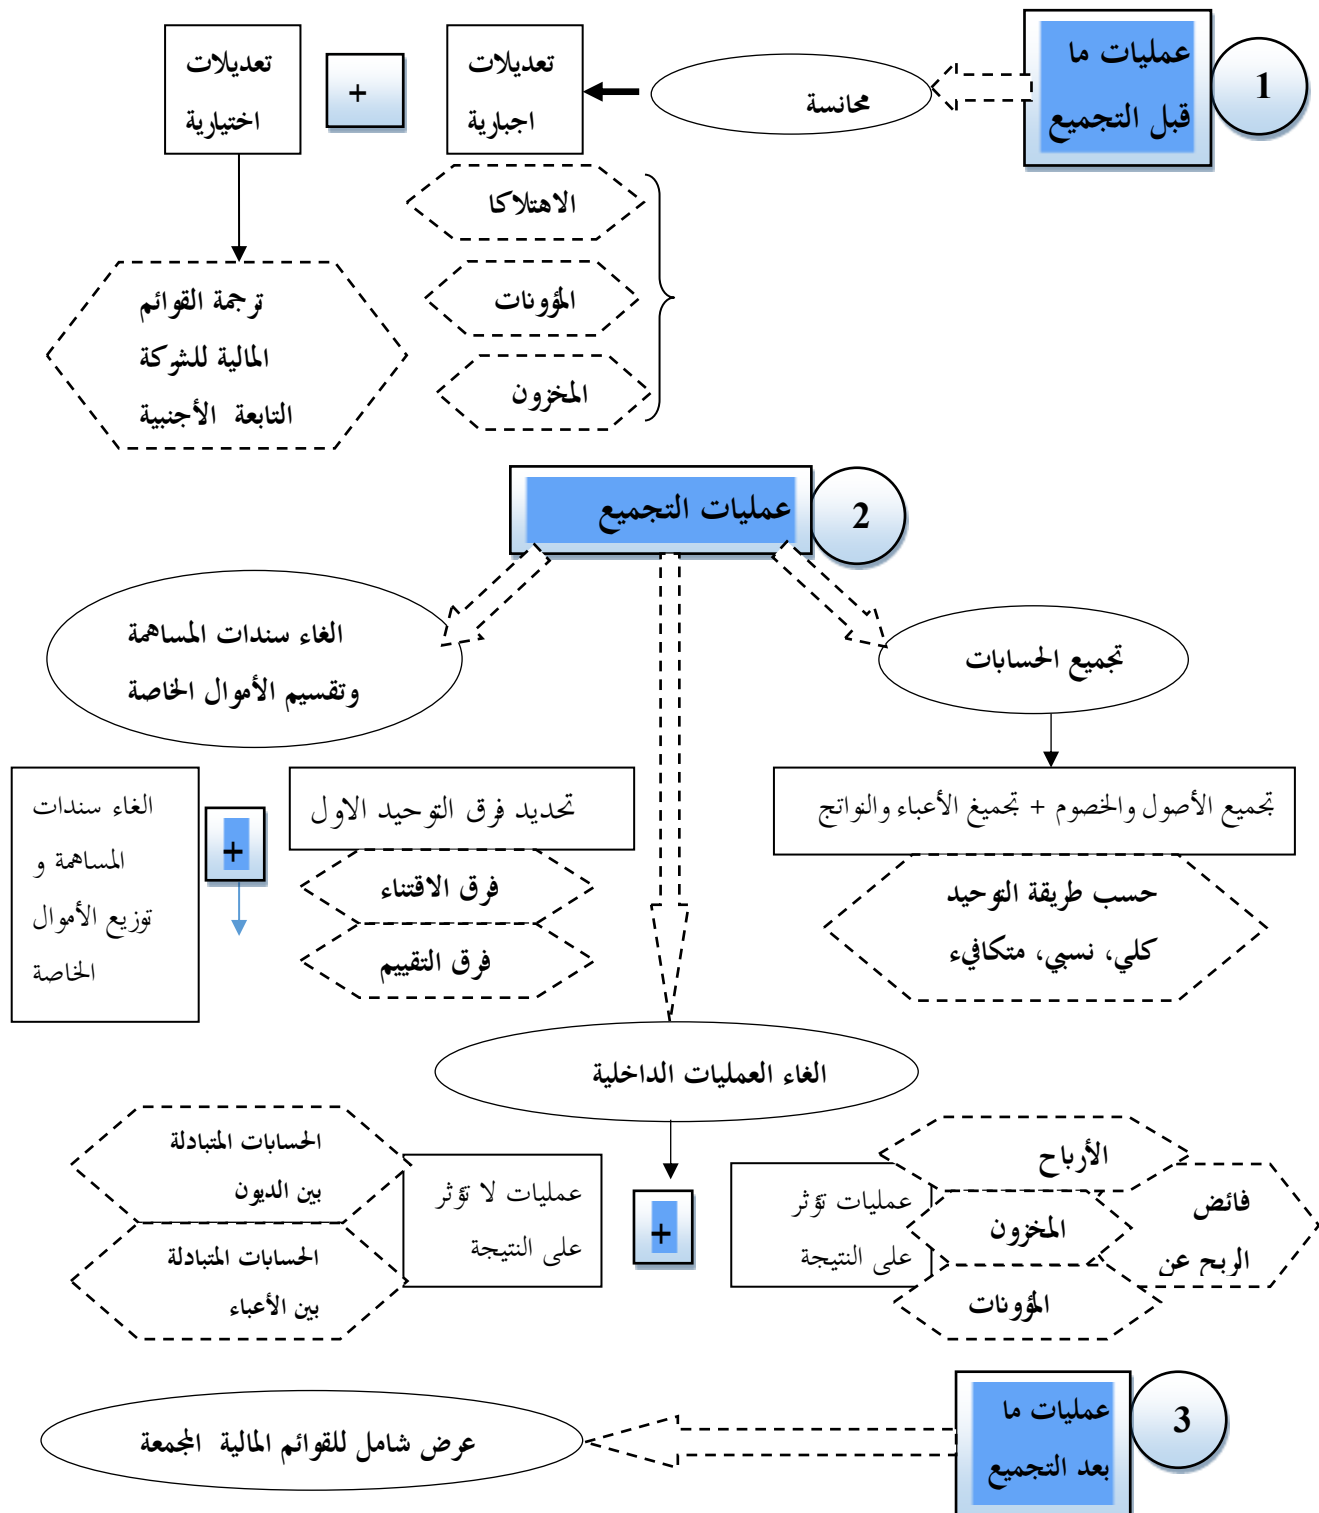 1
عمليات ما
قبل التجميع
مجانسة
تعديلات
اجبارية
+
تعديلات
اختيارية
الاهتلاكا
المؤونات
المخزون
ترجمة القوائم
المالية للشركة
التابعة الأجنبية
2
عمليات التجميع
تجميع الحسابات
الغاء سندات المساهمة
وتقسيم الأموال الخاصة
تجميع الأصول والخصوم + تجميغ الأعباء والنواتج
حسب طريقة التوحيد
كلي، نسبي، متكافيء
تحديد فرق التوحيد الاول
فرق الاقتناء
فرق التقييم
+
الغاء سندات
المساهمة و
توزيع الأموال
الخاصة
الغاء العمليات الداخلية
عمليات تؤثر
على النتيجة
الأرباح
المخزون
المؤونات
فائض
الربح عن
+
عمليات لا تؤثر
على النتيجة
الحسابات المتبادلة
بين الديون
الحسابات المتبادلة
بين الأعباء
3
عمليات ما
بعد التجميع
عرض شامل للقوائم المالية المجمعة